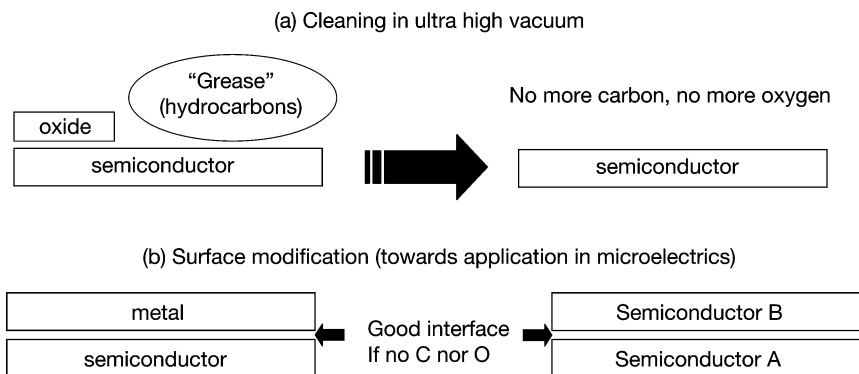 (a) Cleaning in ultra high vacuum
“Grease”
(hydrocarbons)
oxide
semiconductor
No more carbon, no more oxygen
semiconductor
(b) Surface modification (towards application in microelectrics)
metal
semiconductor
Good interface
If no C nor O
Semiconductor B
Semiconductor A